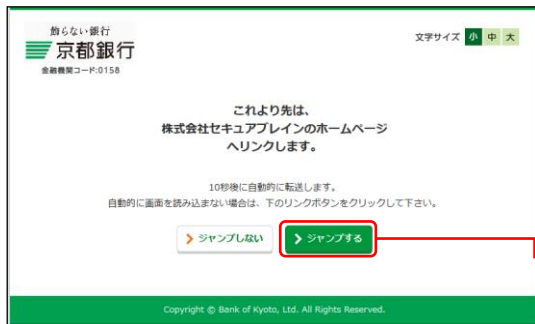 飾らない銀行
京都銀行
金融機関コード:0158
文字サイズ 小 中 大
これより先は、
株式会社セキュアブレインのホームページ
へリンクします。
10秒後に自動的に転送します。
自動的に画面を読み込まない場合は、下のリンクボタンをクリックして下さい。
ジャンプしない ジャンプする
Copyright © Bank of Kyoto, Ltd. All Rights Reserved.